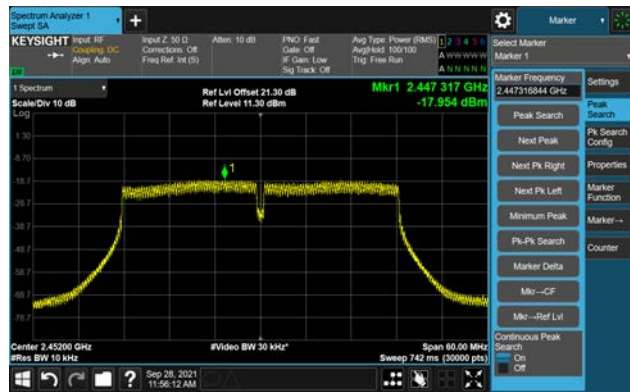 Spectrum Analyzer 1
Swept SA
Marker
KEYSIGHT
Input: RF
Coupling: DC
Align: Auto
Input Z: 50 Ω
Corrections: Off
Freq Ref: Int (S)
Atten: 10 dB
PNO: Fast
Gate: Off
IF Gain: Low
Sig Track: Off
Avg Type: Power (RMS)
Avg|Hold: 100/100
Trig: Free Run
1 2 3 4 5 6
A W W W W W
A N N N N N
Select Marker
Marker 1
1 Spectrum
Scale/Div 10 dB
Log
Ref Lvl Offset 21.30 dB
Ref Level 11.30 dBm
Mkr1 2.447 317 GHz
-17.954 dBm
1.30
-8.70
-18.7
-28.7
-38.7
-48.7
-58.7
-68.7
-78.7
1
Center 2.45200 GHz
#Res BW 10 kHz
#Video BW 30 kHz*
Span 60.00 MHz
Sweep 742 ms (30000 pts)
Marker Frequency
2.447316844 GHz
Peak Search
Next Peak
Next Pk Right
Next Pk Left
Minimum Peak
Pk-Pk Search
Marker Delta
Mkr→CF
Mkr→Ref Lvl
Continuous Peak
Search
On
Off
Settings
Peak
Search
Pk Search
Config
Properties
Marker
Function
Marker→
Counter
?
Sep 28, 2021
11:56:12 AM